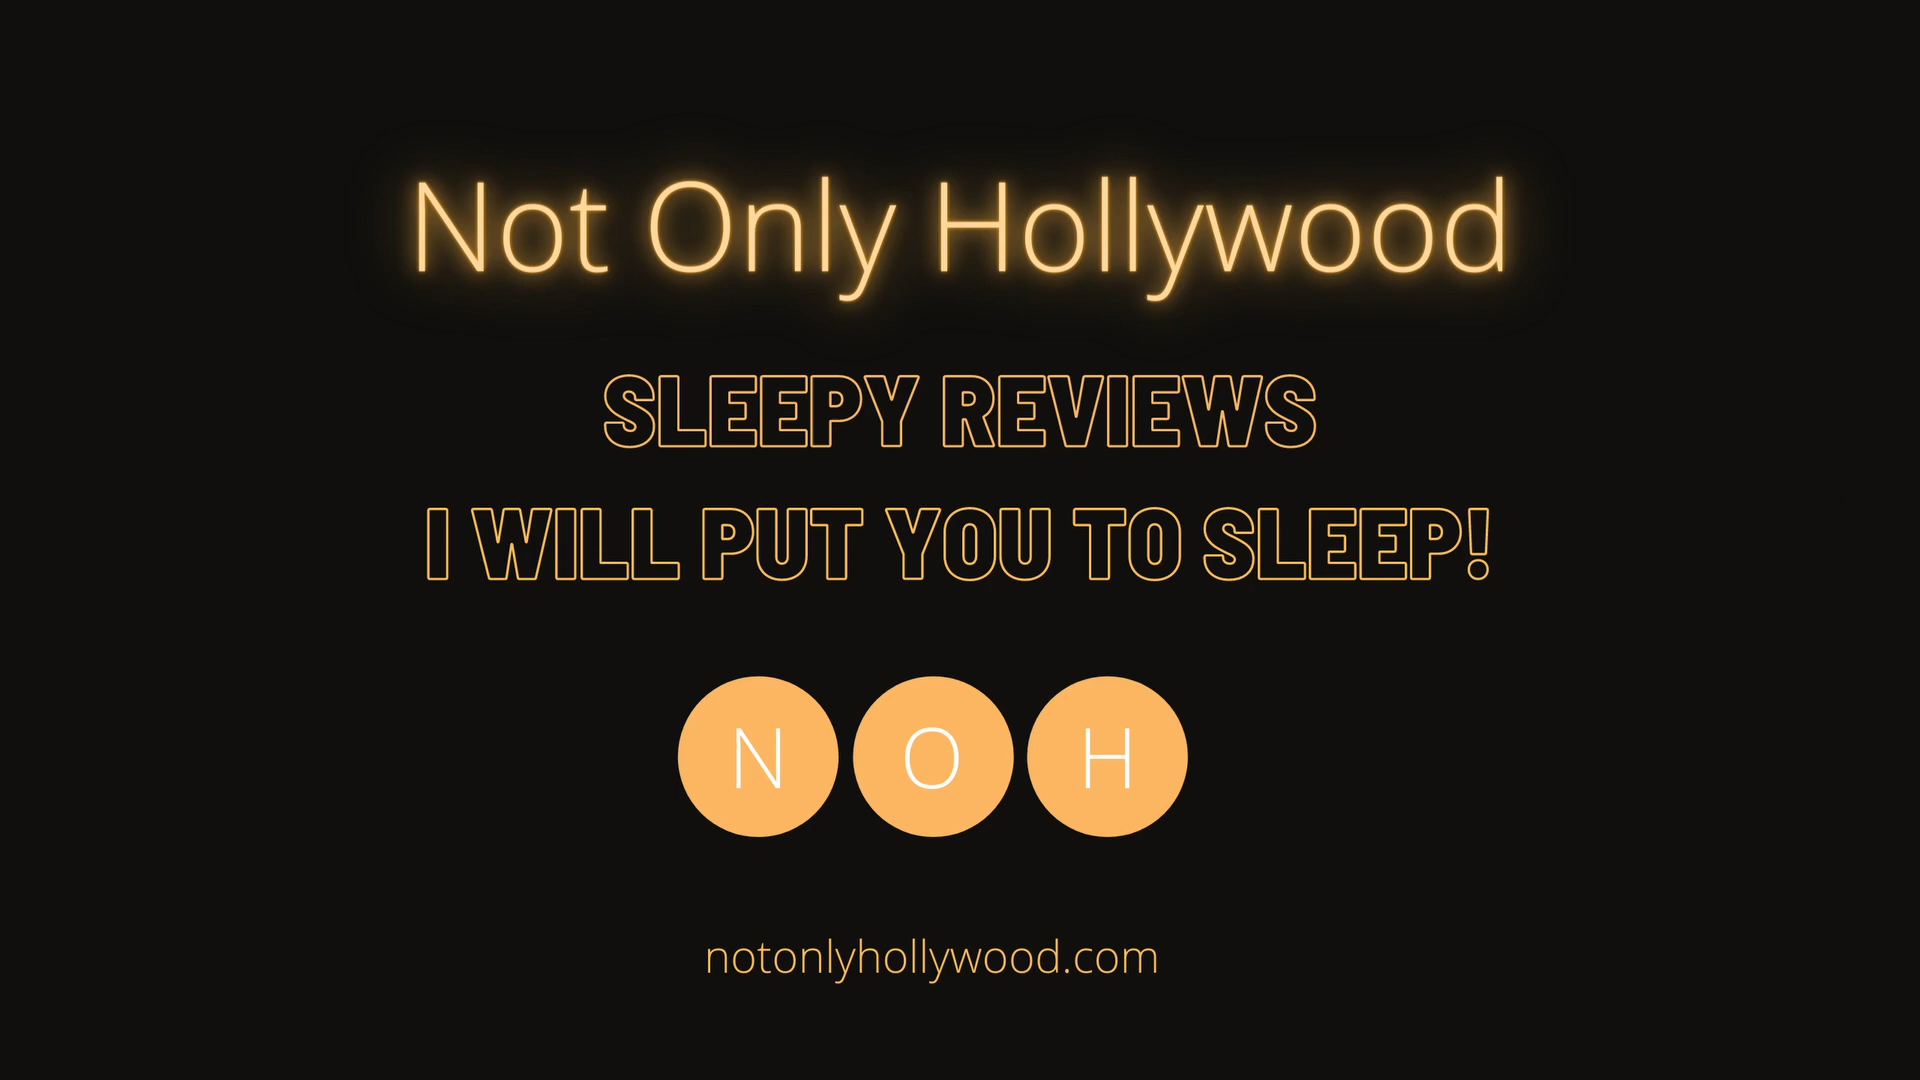 Not Only Hollywood
SLEEPY REVIEWS
I WILL PUT YOU TO SLEEP!
N O H
notonlyhollywood.com